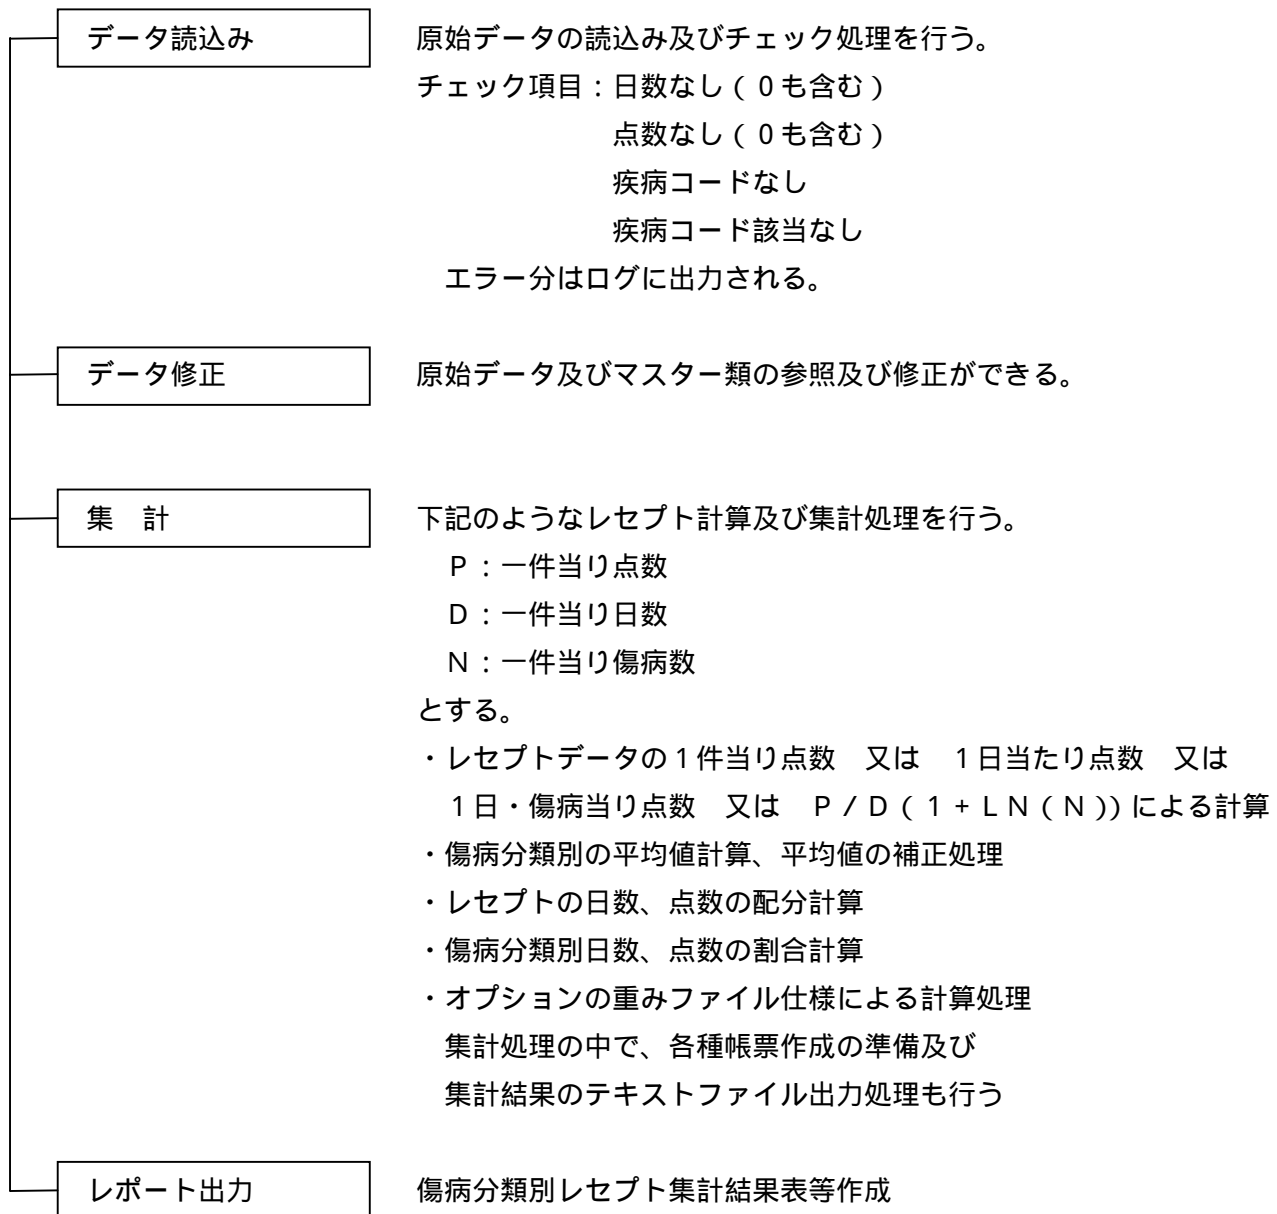 データ読込み　原始データの読込み及びチェック処理を行う。
チェック項目：日数なし（０も含む）
点数なし（０も含む）
疾病コードなし
疾病コード該当なし
エラー分はログに出力される。
データ修正　原始データ及びマスター類の参照及び修正ができる。
集　計　下記のようなレセプト計算及び集計処理を行う。
Ｐ：一件当り点数
Ｄ：一件当り日数
Ｎ：一件当り傷病数
とする。
・レセプトデータの１件当り点数　又は　１日当たり点数　又は
１日・傷病当り点数　又は　Ｐ／Ｄ（１＋ＬＮ（Ｎ））による計算
・傷病分類別の平均値計算、平均値の補正処理
・レセプトの日数、点数の配分計算
・傷病分類別日数、点数の割合計算
・オプションの重みファイル仕様による計算処理
集計処理の中で、各種帳票作成の準備及び
集計結果のテキストファイル出力処理も行う
レポート出力　傷病分類別レセプト集計結果表等作成